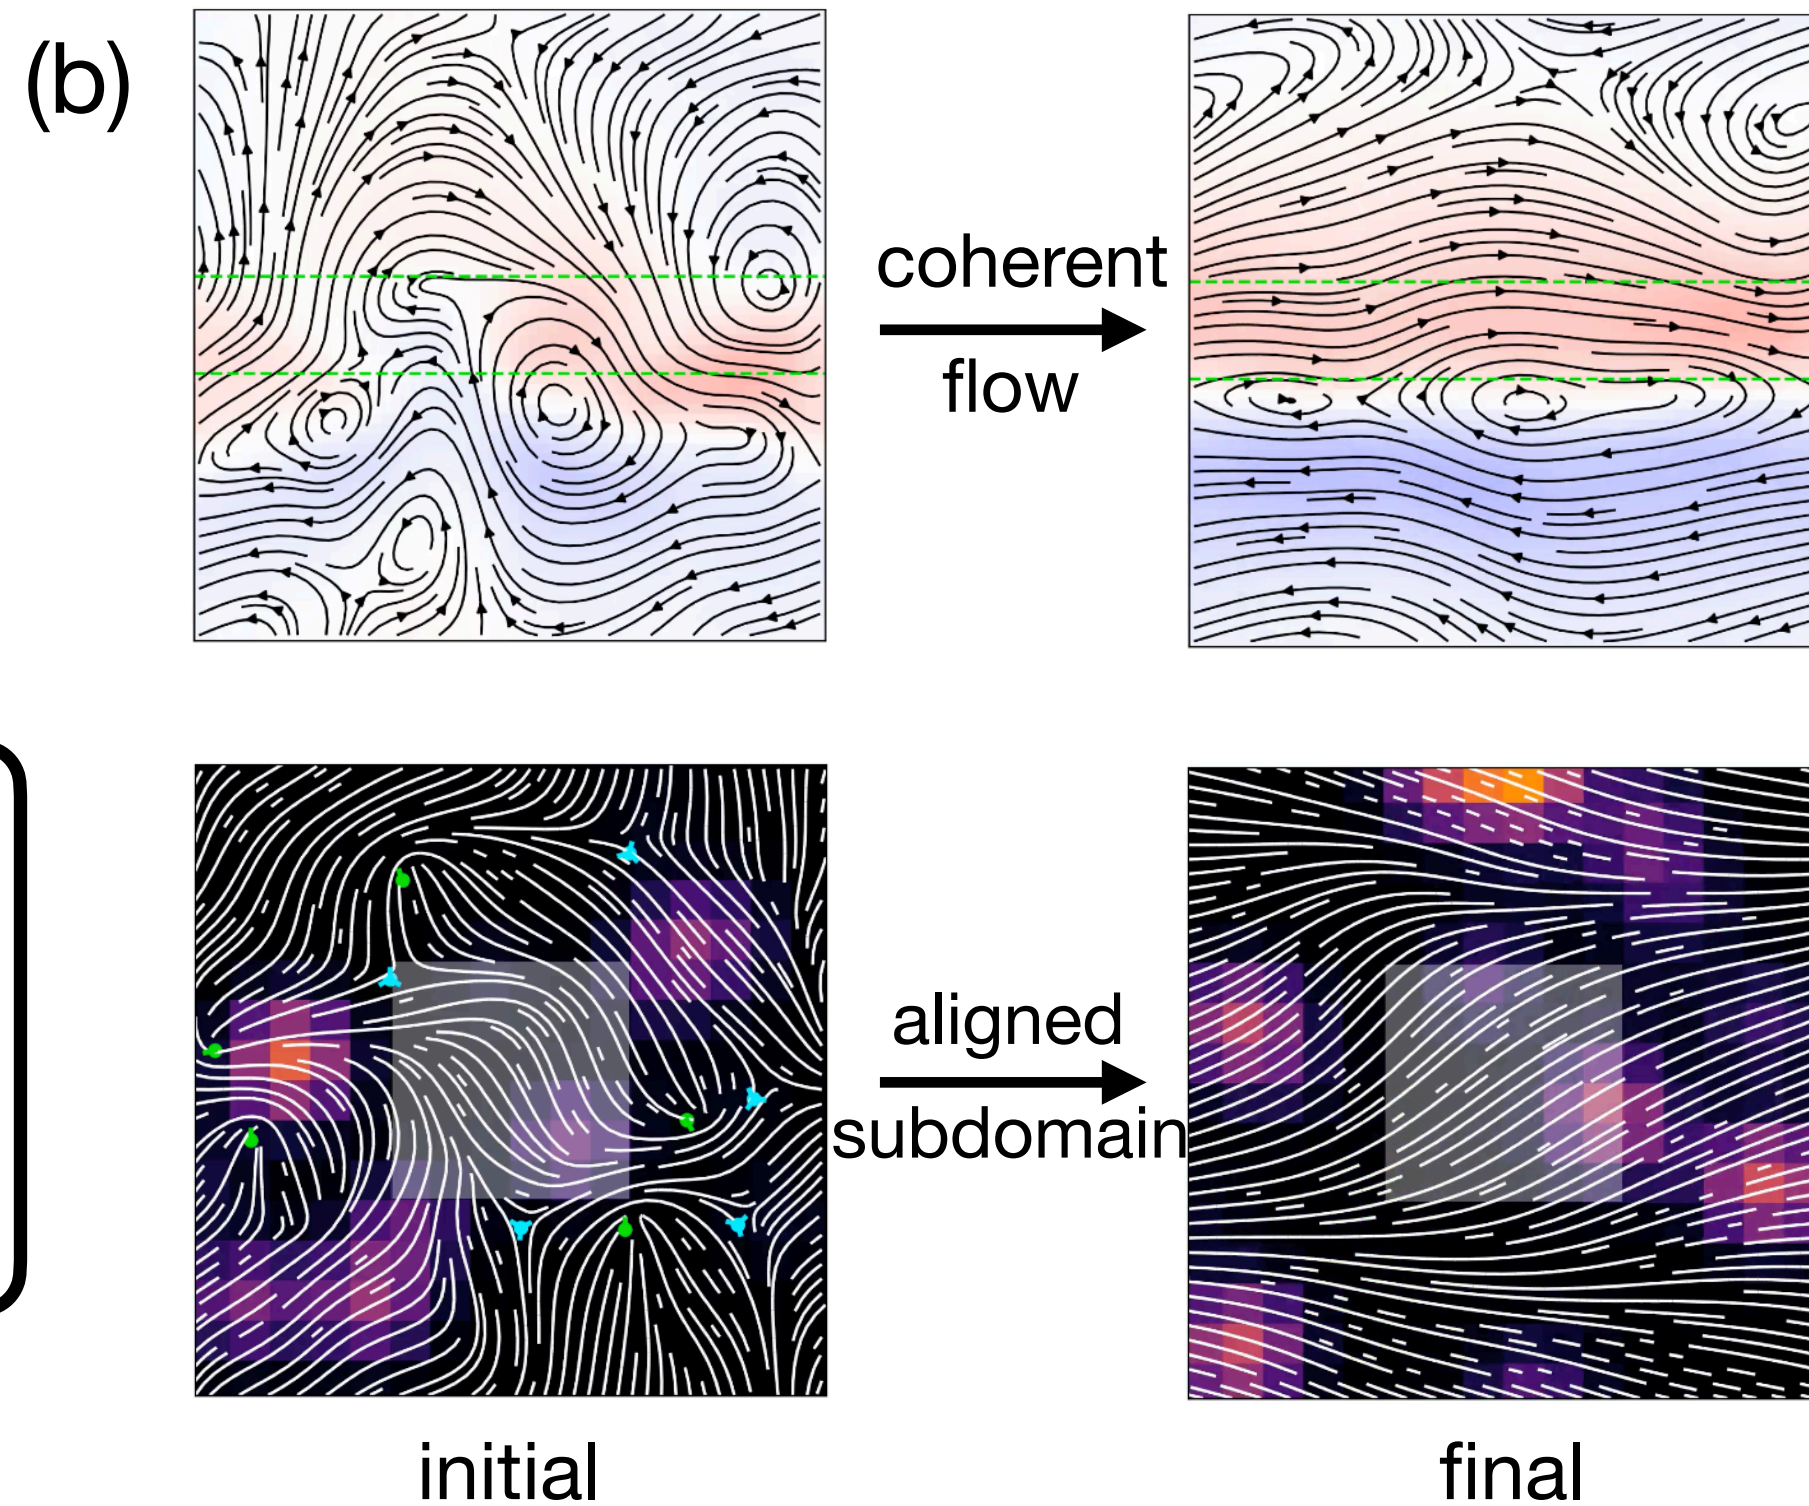 (b)
coherent
flow
aligned
subdomain
initial
final